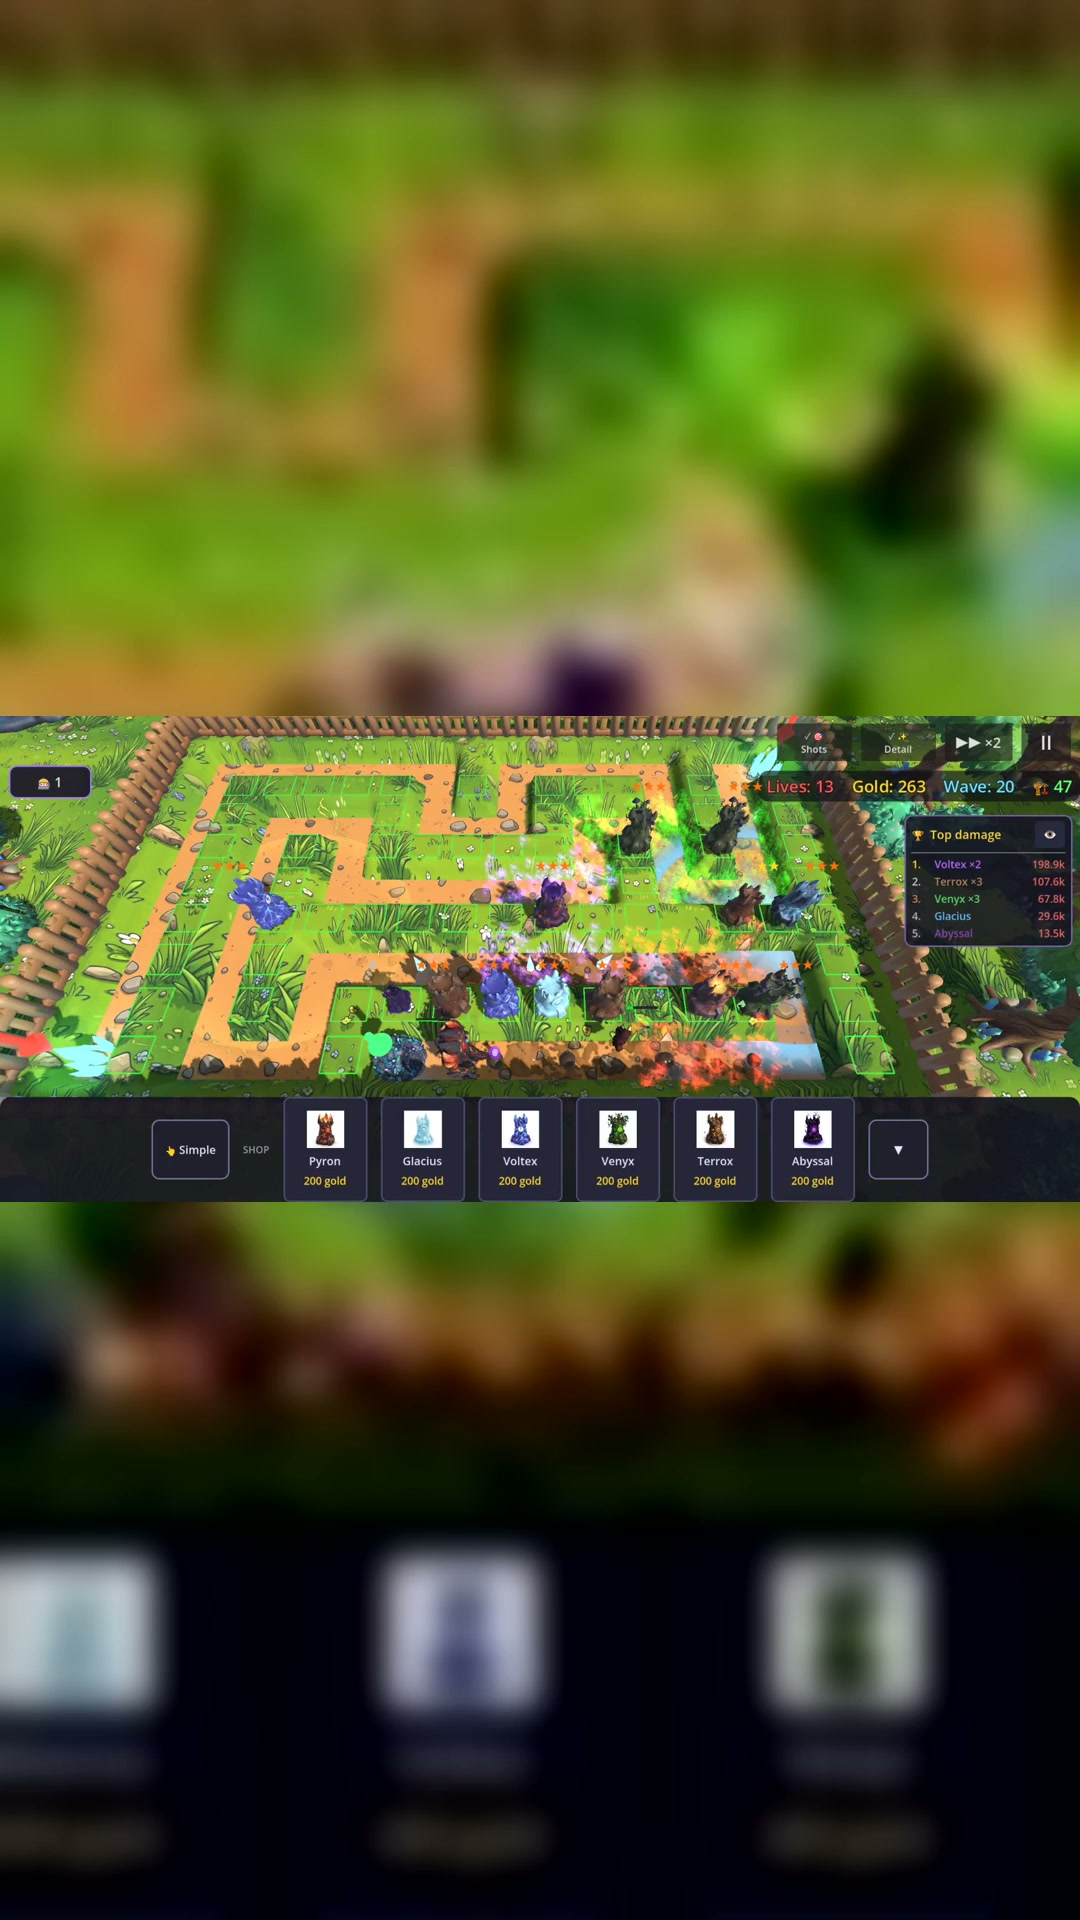 Shots
Detail
×2
1
Lives: 13
Gold: 263
Wave: 20
47
Top damage
1. Voltex ×2 198.9k
2. Terrox ×3 107.6k
3. Venyx ×3 67.8k
4. Glacius 29.6k
5. Abyssal 13.5k
Simple
SHOP
Pyron
200 gold
Glacius
200 gold
Voltex
200 gold
Venyx
200 gold
Terrox
200 gold
Abyssal
200 gold